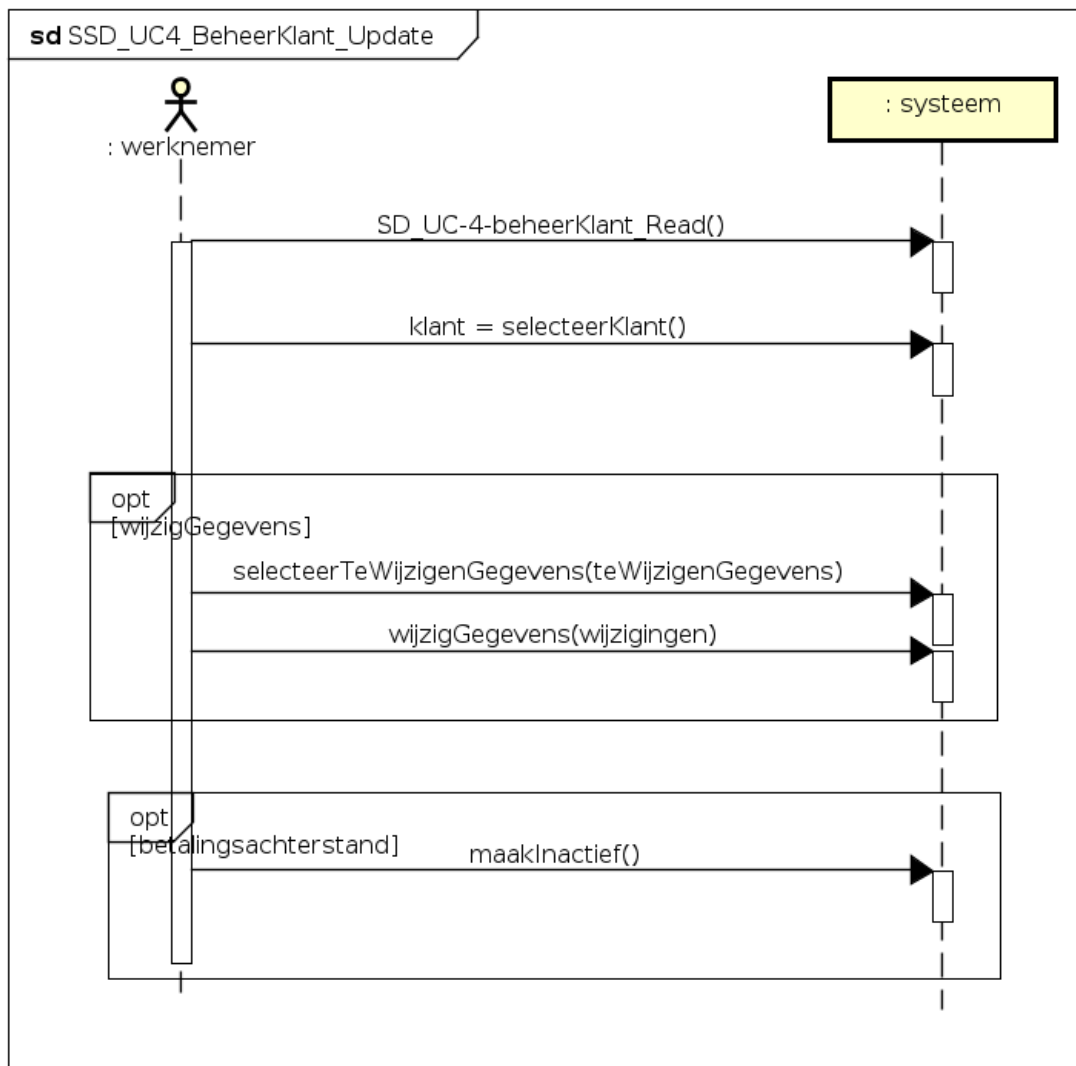 sd SSD_UC4_BeheerKlant_Update
: werknemer
: systeem
SD_UC-4-beheerKlant_Read()
klant = selecteerKlant()
opt
[wijzigGegevens]
selecteerTeWijzigenGegevens(teWijzigenGegevens)
wijzigGegevens(wijzigingen)
opt
[betalingsachterstand]
maakInactief()